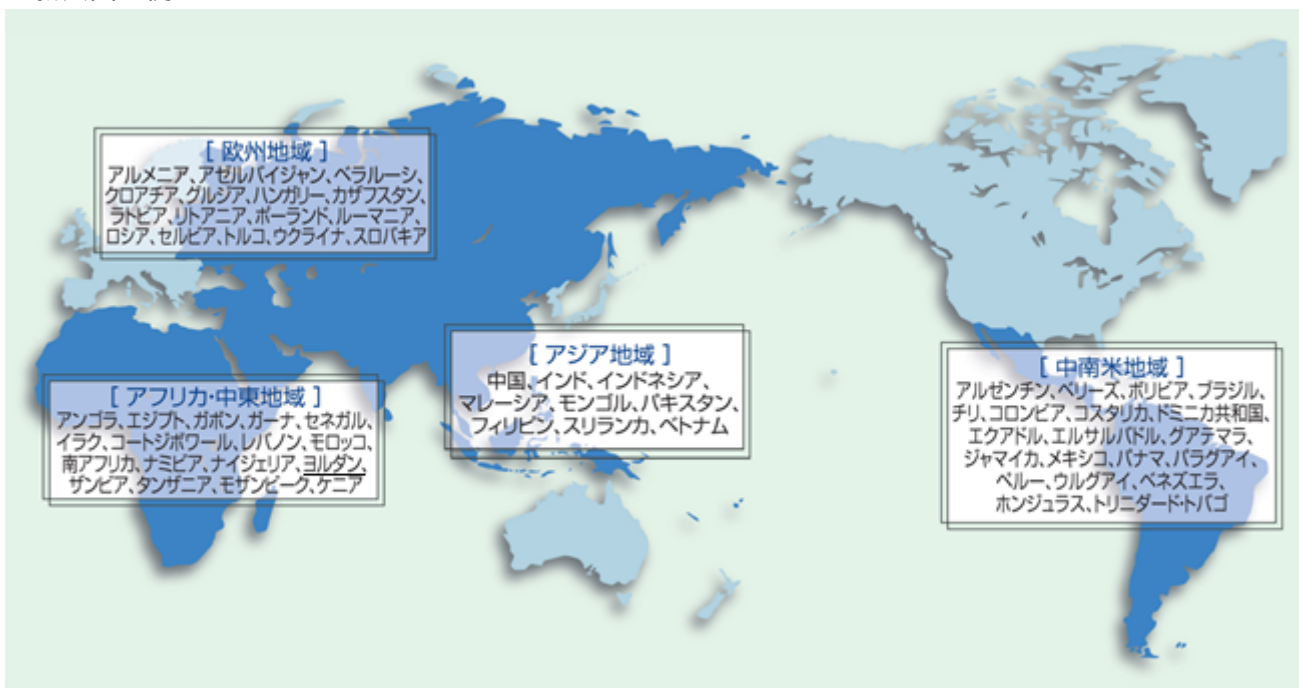 [ 欧州地域 ]
アルメニア、アゼルバイジャン、ベラルーシ、
クロアチア、グルジア、ハンガリー、カザフスタン、
ラトビア、リトアニア、ポーランド、ルーマニア、
ロシア、セルビア、トルコ、ウクライナ、スロバキア
[ アジア地域 ]
中国、インド、インドネシア、
マレーシア、モンゴル、パキスタン、
フィリピン、スリランカ、ベトナム
[ アフリカ・中東地域 ]
アンゴラ、エジプト、ガボン、ガーナ、セネガル、
イラク、コートジボワール、レバノン、モロッコ、
南アフリカ、ナミビア、ナイジェリア、ヨルダン、
ザンビア、タンザニア、モザンビーク、ケニア
[ 中南米地域 ]
アルゼンチン、ベリーズ、ボリビア、ブラジル、
チリ、コロンビア、コスタリカ、ドミニカ共和国、
エクアドル、エルサルバドル、グアテマラ、
ジャマイカ、メキシコ、パナマ、パラグアイ、
ペルー、ウルグアイ、ベネズエラ、
ホンジュラス、トリニダード・トバゴ